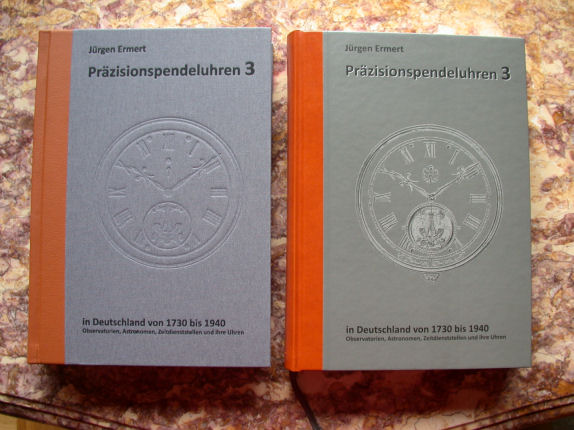 Jürgen Ermert
Präzisionspendeluhren 3
in Deutschland von 1730 bis 1940
Observatorien, Astronomen, Zeitdienststellen und ihre Uhren
Jürgen Ermert
Präzisionspendeluhren 3
in Deutschland von 1730 bis 1940
Observatorien, Astronomen, Zeitdienststellen und ihre Uhren